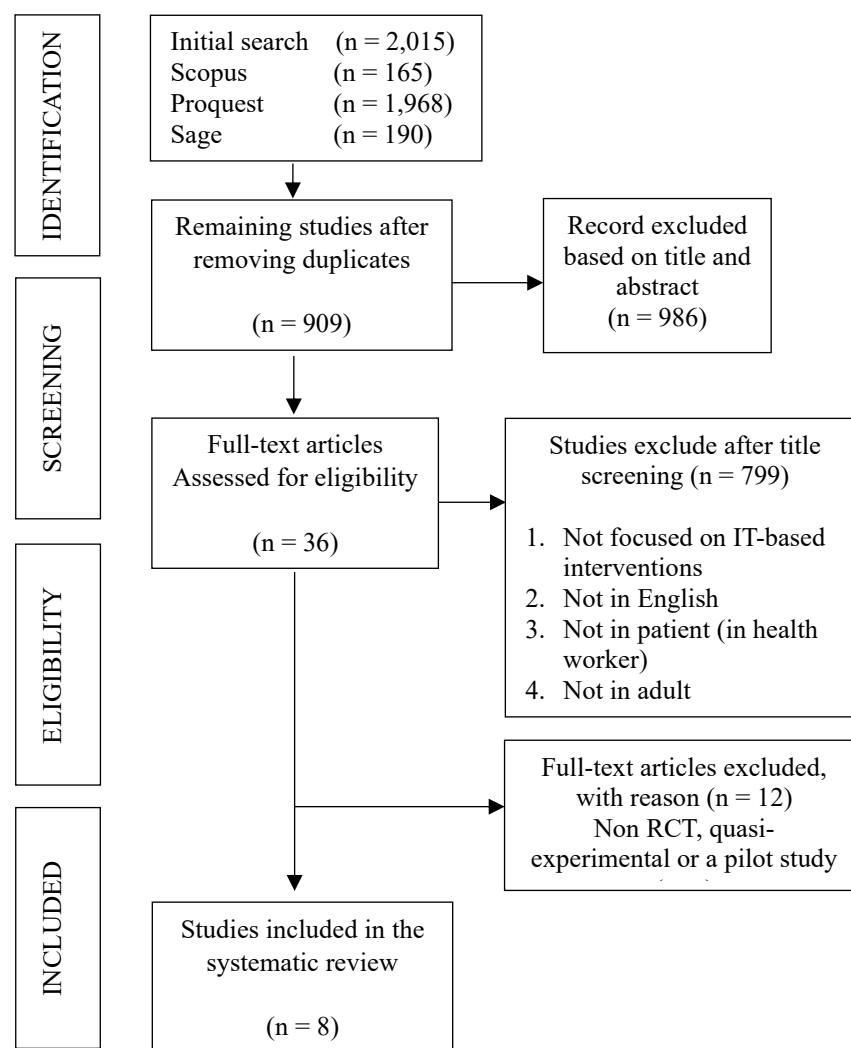 IDENTIFICATION
Initial search (n = 2,015)
Scopus (n = 165)
Proquest (n = 1,968)
Sage (n = 190)
Remaining studies after
removing duplicates
(n = 909)
Record excluded
based on title and
abstract
(n = 986)
SCREENING
Full-text articles
Assessed for eligibility
(n = 36)
Studies exclude after title
screening (n = 799)
1. Not focused on IT-based
interventions
2. Not in English
3. Not in patient (in health
worker)
4. Not in adult
ELIGIBILITY
Full-text articles excluded,
with reason (n = 12)
Non RCT, quasi-
experimental or a pilot study
INCLUDED
Studies included in the
systematic review
(n = 8)